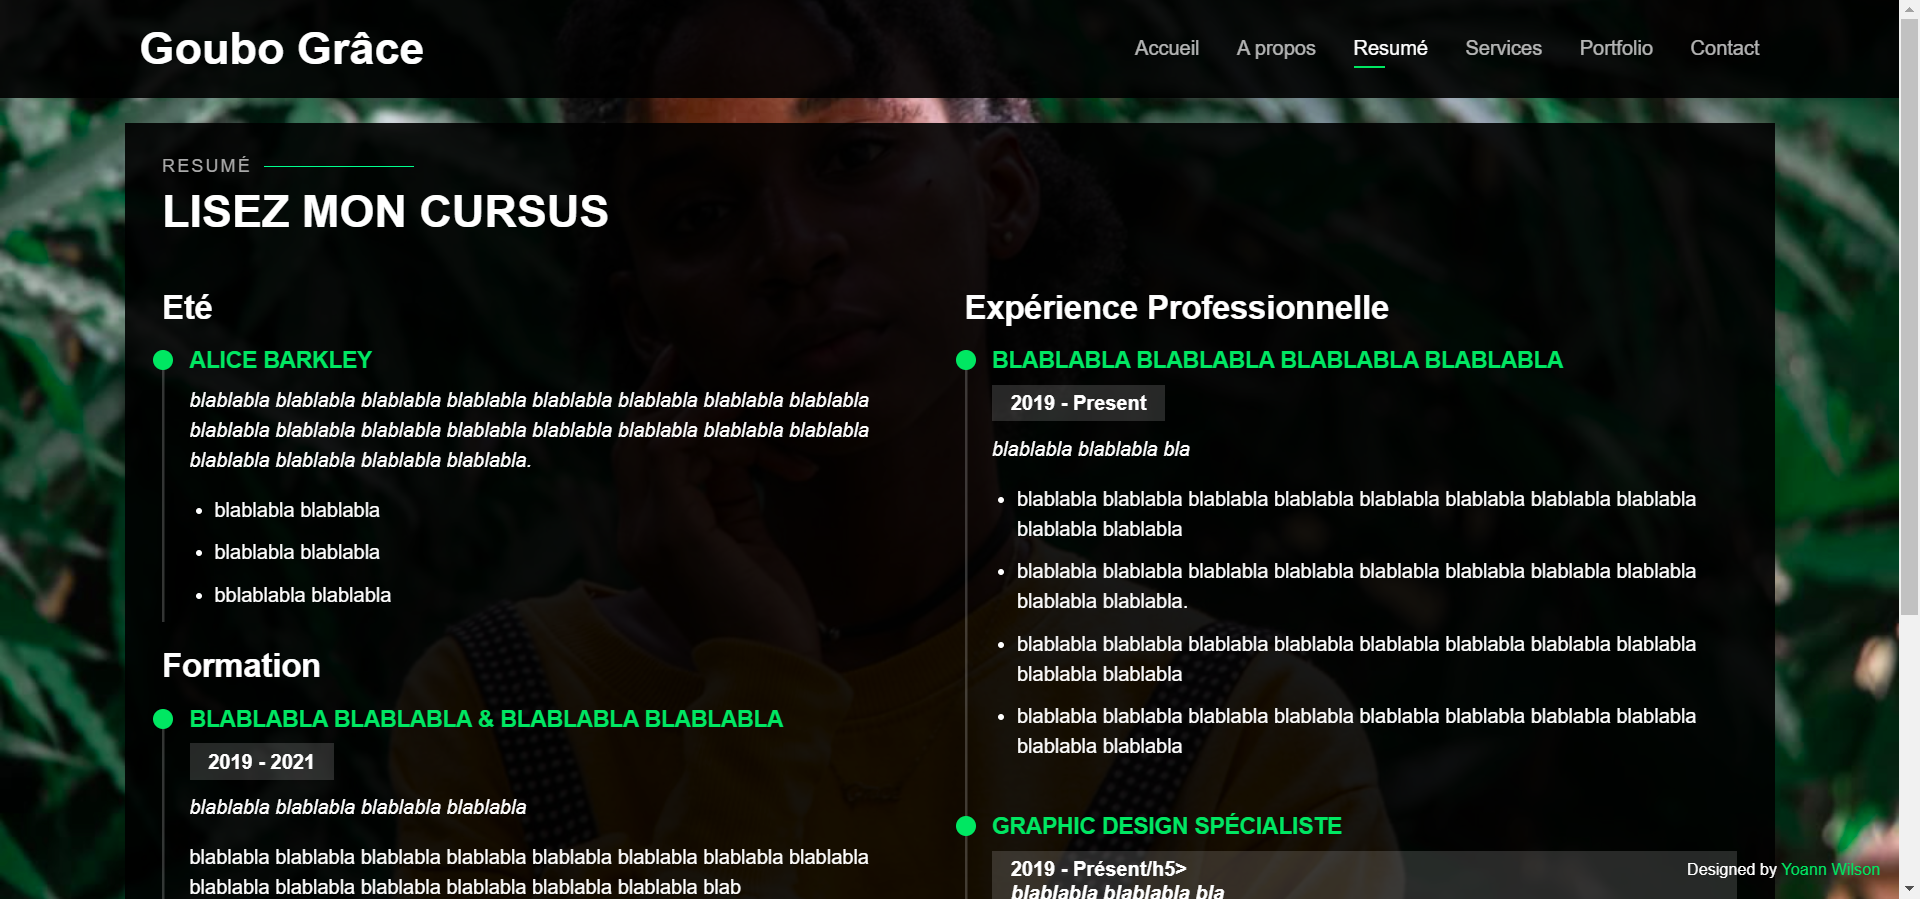 Goubo Grâce
Accueil A propos Resumé Services Portfolio Contact
RESUMÉ
LISEZ MON CURSUS
Eté
ALICE BARKLEY
blablabla blablabla blablabla blablabla blablabla blablabla blablabla blablabla
blablabla blablabla blablabla blablabla blablabla blablabla blablabla blablabla
blablabla blablabla blablabla blablabla.
• blablabla blablabla
• blablabla blablabla
• bblablabla blablabla
Formation
BLABLABLA BLABLABLA & BLABLABLA BLABLABLA
2019 - 2021
blablabla blablabla blablabla blablabla
blablabla blablabla blablabla blablabla blablabla blablabla blablabla blablabla
blablabla blablabla blablabla blablabla blablabla blablabla blab
Expérience Professionnelle
BLABLABLA BLABLABLA BLABLABLA BLABLABLA
2019 - Present
blablabla blablabla bla
• blablabla blablabla blablabla blablabla blablabla blablabla blablabla blablabla
blablabla blablabla
• blablabla blablabla blablabla blablabla blablabla blablabla blablabla blablabla
blablabla blablabla.
• blablabla blablabla blablabla blablabla blablabla blablabla blablabla blablabla
blablabla blablabla
• blablabla blablabla blablabla blablabla blablabla blablabla blablabla blablabla
blablabla blablabla
GRAPHIC DESIGN SPÉCIALISTE
2019 - Présent/h5>
blablabla blablabla bla
Designed by Yoann Wilson